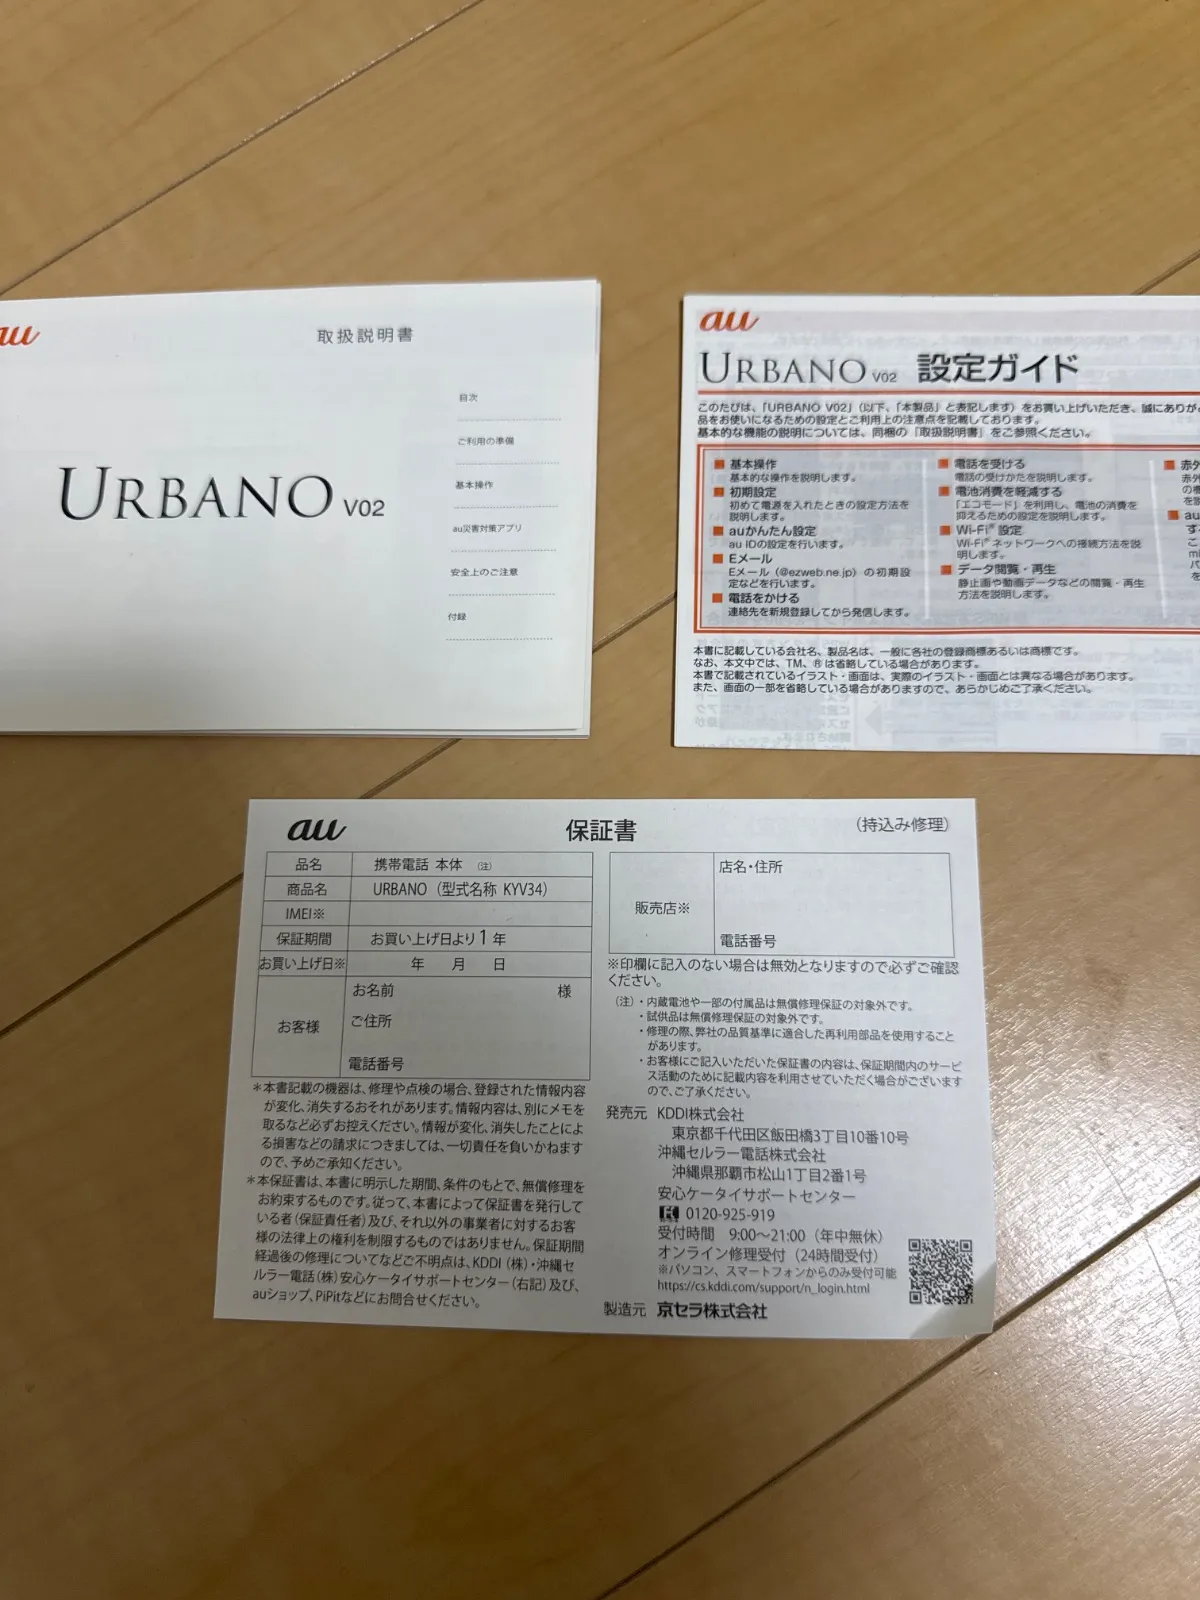 au
取扱説明書
URBANO V02
目次
ご利用の準備
基本操作
au災害対策アプリ
安全上のご注意
付録
au
URBANO V02 設定ガイド
このたびは、「URBANO V02」(以下、「本製品」と表記します)をお買い上げいただき、誠にありが
品をお使いになるための設定とご利用上の注意点を記載しております。
基本的な機能の説明については、同梱の『取扱説明書』をご参照ください。
■ 基本操作
基本的な操作を説明します。
■ 初期設定
初めて電源を入れたときの設定方法を
説明します。
■ auかんたん設定
au IDの設定を行います。
■ Eメール
Eメール(@ezweb.ne.jp)の初期設
定などを行います。
■ 電話をかける
連絡先を新規登録してから発信します。
■ 電話を受ける
電話の受けかたを説明します。
■ 電池消費を軽減する
「エコモード」を利用し、電池の消費を
抑えるための設定を説明します。
■ Wi-Fi®設定
Wi-Fi®ネットワークへの接続方法を説
明します。
■ データ閲覧・再生
静止画や動画データなどの閲覧・再生
方法を説明します。
■ 赤外
赤外
の機
を説
■ au
する
こ
mi
パ
を
本書に記載している会社名、製品名は、一般に各社の登録商標あるいは商標です。
なお、本文中では、TM、®は省略している場合があります。
本書で記載されているイラスト・画面は、実際のイラスト・画面とは異なる場合があります。
また、画面の一部を省略している場合がありますので、あらかじめご了承ください。
au 保証書 (持込み修理)
品名 携帯電話 本体 (注)
商品名 URBANO(型式名称 KYV34)
IMEI※
保証期間 お買い上げ日より1年
お買い上げ日※ 年 月 日
お客様
お名前 様
ご住所
電話番号
＊本書記載の機器は、修理や点検の場合、登録された情報内容
が変化、消失するおそれがあります。情報内容は、別にメモを
取るなど必ずお控えください。情報が変化、消失したことによ
る損害などの請求につきましては、一切責任を負いかねます
ので、予めご承知ください。
＊本保証書は、本書に明示した期間、条件のもとで、無償修理を
お約束するものです。従って、本書によって保証書を発行して
いる者(保証責任者)及び、それ以外の事業者に対するお客
様の法律上の権利を制限するものではありません。保証期間
経過後の修理についてなどご不明点は、KDDI(株)・沖縄セ
ルラー電話(株)安心ケータイサポートセンター(右記)及び、
auショップ、PiPitなどにお問合せください。
販売店※
店名・住所
電話番号
※印欄に記入のない場合は無効となりますので必ずご確認
ください。
(注)・内蔵電池や一部の付属品は無償修理保証の対象外です。
・試供品は無償修理保証の対象外です。
・修理の際、弊社の品質基準に適合した再利用部品を使用すること
があります。
・お客様にご記入いただいた保証書の内容は、保証期間内のサービ
ス活動のために記載内容を利用させていただく場合がございます
ので、ご了承ください。
発売元 KDDI株式会社
東京都千代田区飯田橋3丁目10番10号
沖縄セルラー電話株式会社
沖縄県那覇市松山1丁目2番1号
安心ケータイサポートセンター
0120-925-919
受付時間 9:00～21:00(年中無休)
オンライン修理受付(24時間受付)
※パソコン、スマートフォンからのみ受付可能
https://cs.kddi.com/support/n_login.html
製造元 京セラ株式会社